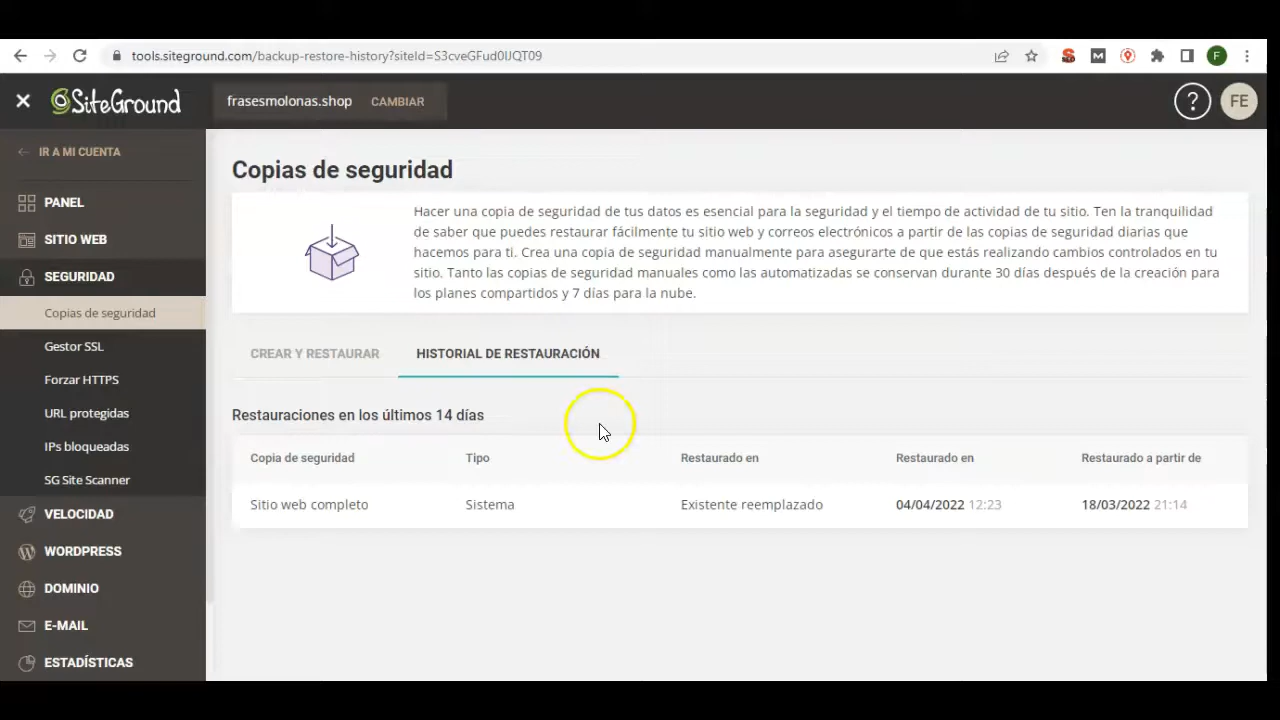 tools.siteground.com/backup-restore-history?siteId=S3cveGFud0lJQT09
F
SiteGround
frasesmolonas.shop CAMBIAR
? FE
IR A MI CUENTA
PANEL
SITIO WEB
SEGURIDAD
Copias de seguridad
Gestor SSL
Forzar HTTPS
URL protegidas
IPs bloqueadas
SG Site Scanner
VELOCIDAD
WORDPRESS
DOMINIO
E-MAIL
ESTADÍSTICAS
Copias de seguridad
Hacer una copia de seguridad de tus datos es esencial para la seguridad y el tiempo de actividad de tu sitio. Ten la tranquilidad
de saber que puedes restaurar fácilmente tu sitio web y correos electrónicos a partir de las copias de seguridad diarias que
hacemos para ti. Crea una copia de seguridad manualmente para asegurarte de que estás realizando cambios controlados en tu
sitio. Tanto las copias de seguridad manuales como las automatizadas se conservan durante 30 días después de la creación para
los planes compartidos y 7 días para la nube.
CREAR Y RESTAURAR HISTORIAL DE RESTAURACIÓN
Restauraciones en los últimos 14 días
Copia de seguridad Tipo Restaurado en Restaurado en Restaurado a partir de
Sitio web completo Sistema Existente reemplazado 04/04/2022 12:23 18/03/2022 21:14